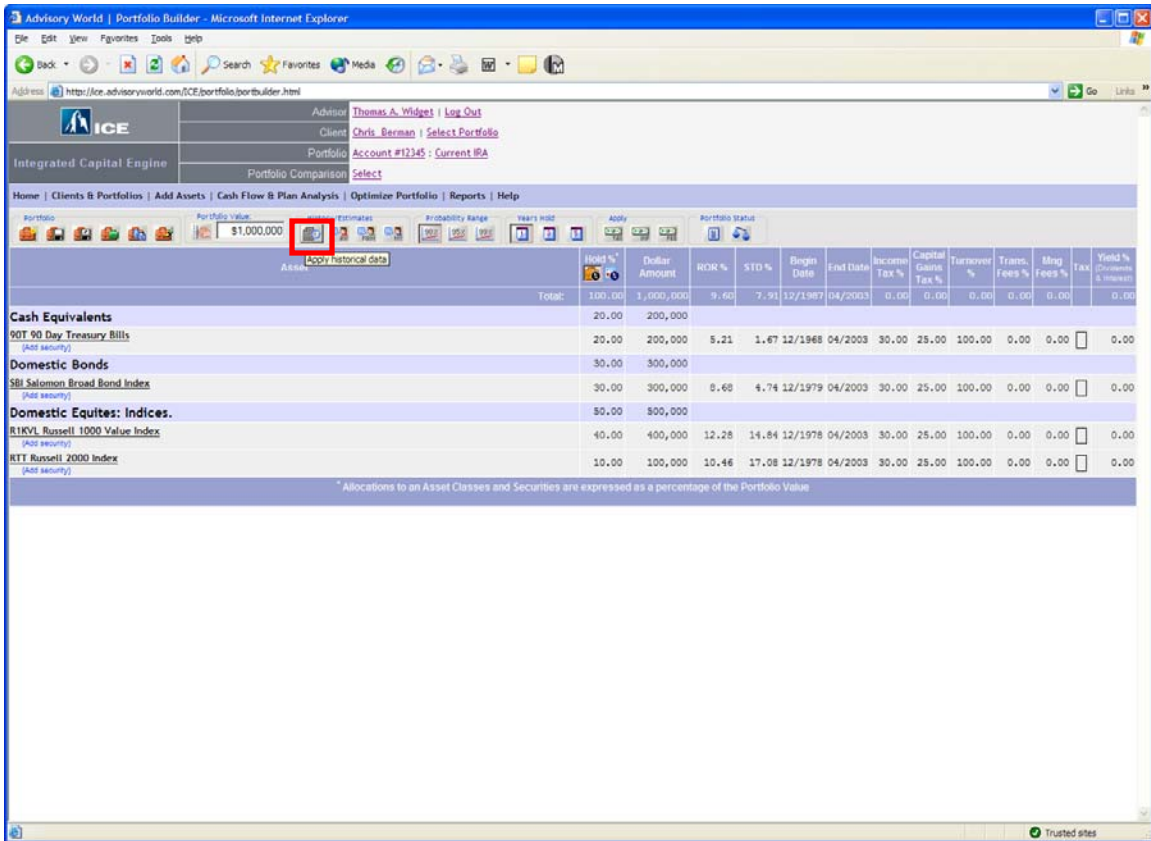 Advisory World | Portfolio Builder - Microsoft Internet Explorer
File Edit View Favorites Tools Help
Back Search Favorites Media
Address http://ice.advisoryworld.com/ICE/portfolio/portbuilder.html Go Links »
ICE
Integrated Capital Engine
Advisor Thomas A. Widget | Log Out
Client Chris Berman | Select Portfolio
Portfolio Account #12345 : Current IRA
Portfolio Comparison Select
Home | Clients & Portfolios | Add Assets | Cash Flow & Plan Analysis | Optimize Portfolio | Reports | Help
Portfolio Portfolio Value: History/Estimates Probability Range Years Hold Apply Portfolio Status
$1,000,000
Apply historical data
Asset Hold %* Dollar Amount ROR % STD % Begin Date End Date Income Tax % Capital Gains Tax % Turnover % Trans. Fees % Mng Fees % Tax Yield % (Dividends & Interest)
Total: 100.00 1,000,000 9.60 7.91 12/1987 04/2003 0.00 0.00 0.00 0.00 0.00 0.00
Cash Equivalents 20.00 200,000
90T 90 Day Treasury Bills 20.00 200,000 5.21 1.67 12/1968 04/2003 30.00 25.00 100.00 0.00 0.00 0.00
[Add security]
Domestic Bonds 30.00 300,000
SBI Salomon Broad Bond Index 30.00 300,000 8.68 4.74 12/1979 04/2003 30.00 25.00 100.00 0.00 0.00 0.00
[Add security]
Domestic Equites: Indices. 50.00 500,000
R1KVL Russell 1000 Value Index 40.00 400,000 12.28 14.84 12/1978 04/2003 30.00 25.00 100.00 0.00 0.00 0.00
[Add security]
RTT Russell 2000 Index 10.00 100,000 10.46 17.08 12/1978 04/2003 30.00 25.00 100.00 0.00 0.00 0.00
[Add security]
* Allocations to an Asset Classes and Securities are expressed as a percentage of the Portfolio Value
Trusted sites